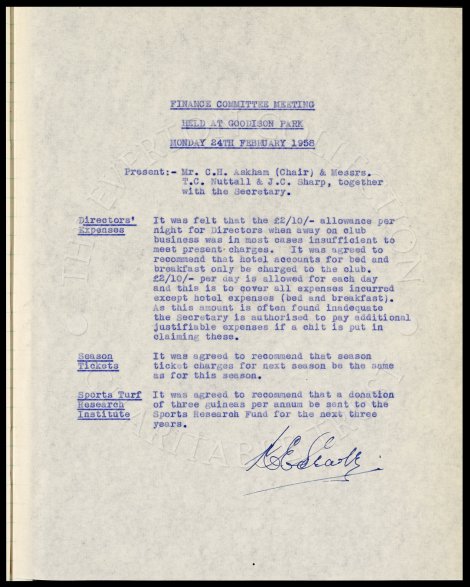 FINANCE COMMITTEE MEETING
HELD AT GOODISON PARK
MONDAY 24TH FEBRUARY 1958
Present:- Mr. C.H. Askham (Chair) & Messrs.
T.C. Nuttall & J.C. Sharp, together
with the Secretary.
Directors' Expenses
It was felt that the £2/10/- allowance per
night for Directors when away on club
business was in most cases insufficient to
meet present charges. It was agreed to
recommend that hotel accounts for bed and
breakfast only be charged to the club.
£2/10/- per day is allowed for each day
and this is to cover all expenses incurred
except hotel expenses (bed and breakfast).
As this amount is often found inadequate
the Secretary is authorised to pay additional
justifiable expenses if a chit is put in
claiming these.
Season Tickets
It was agreed to recommend that season
ticket charges for next season be the same
as for this season.
Sports Turf Research Institute
It was agreed to recommend that a donation
of three guineas per annum be sent to the
Sports Research Fund for the next three
years.